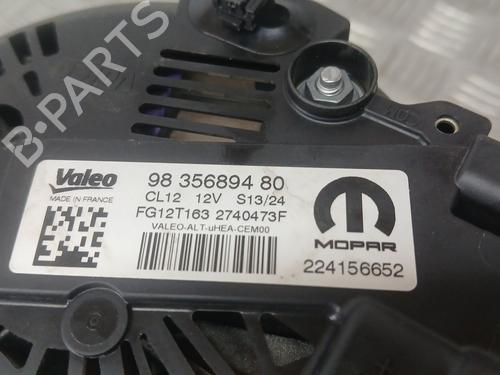 B-PARTS
Valeo
MADE IN FRANCE
98 356894 80
CL12 12V S13/24
FG12T163 2740473F
VALEO-ALT-uHEA-CEM00
MOPAR
224156652